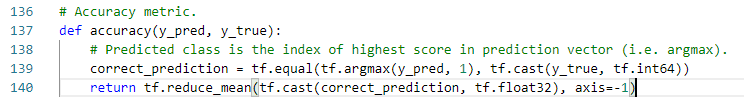 136 # Accuracy metric.
137 def accuracy(y_pred, y_true):
138     # Predicted class is the index of highest score in prediction vector (i.e. argmax).
139     correct_prediction = tf.equal(tf.argmax(y_pred, 1), tf.cast(y_true, tf.int64))
140     return tf.reduce_mean(tf.cast(correct_prediction, tf.float32), axis=-1)